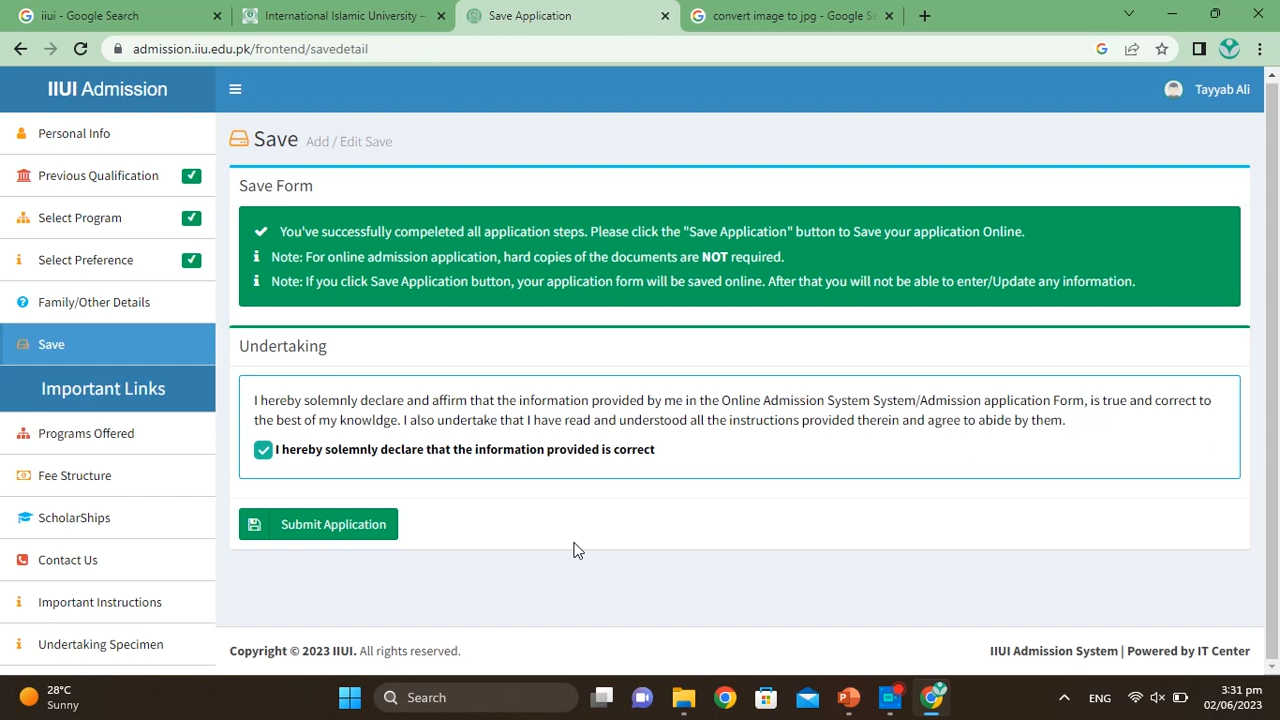 iiui - Google Search
International Islamic University –
Save Application
convert image to jpg - Google Se
admission.iiu.edu.pk/frontend/savedetail
IIUI Admission
Tayyab Ali
Personal Info
Previous Qualification
Select Program
Select Preference
Family/Other Details
Save
Important Links
Programs Offered
Fee Structure
ScholarShips
Contact Us
Important Instructions
Undertaking Specimen
Save Add / Edit Save
Save Form
You've successfully compeleted all application steps. Please click the "Save Application" button to Save your application Online.
Note: For online admission application, hard copies of the documents are NOT required.
Note: If you click Save Application button, your application form will be saved online. After that you will not be able to enter/Update any information.
Undertaking
I hereby solemnly declare and affirm that the information provided by me in the Online Admission System System/Admission application Form, is true and correct to
the best of my knowldge. I also undertake that I have read and understood all the instructions provided therein and agree to abide by them.
I hereby solemnly declare that the information provided is correct
Submit Application
Copyright © 2023 IIUI. All rights reserved.
IIUI Admission System | Powered by IT Center
28°C
Sunny
Search
ENG
3:31 pm
02/06/2023